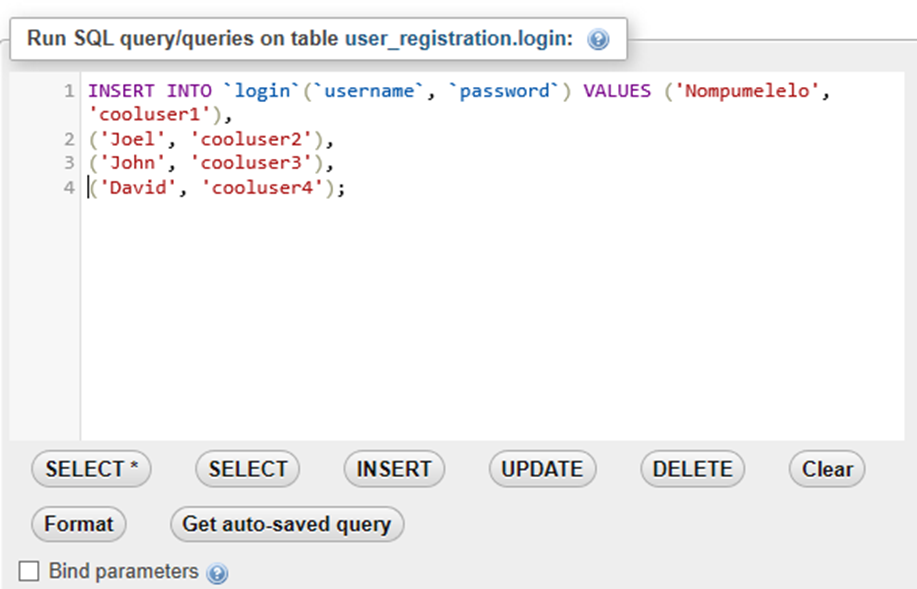 Run SQL query/queries on table user_registration.login:
1 INSERT INTO `login`(`username`, `password`) VALUES ('Nompumelelo',
'cooluser1'),
2 ('Joel', 'cooluser2'),
3 ('John', 'cooluser3'),
4 ('David', 'cooluser4');
SELECT * SELECT INSERT UPDATE DELETE Clear
Format Get auto-saved query
Bind parameters